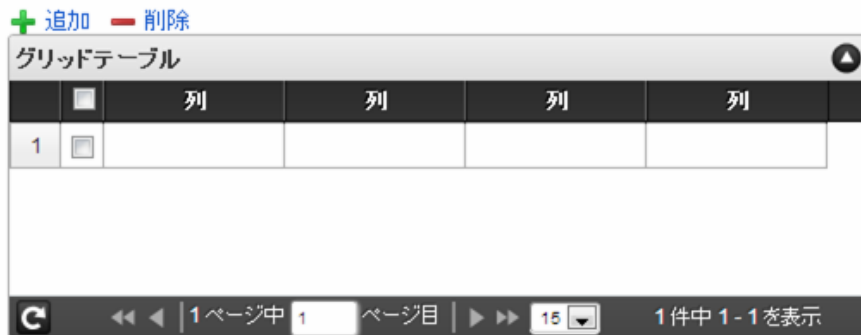 追加 削除
グリッドテーブル
列 列 列 列
1
1 ページ中 1 ページ目 15 1 件中 1 - 1 を表示